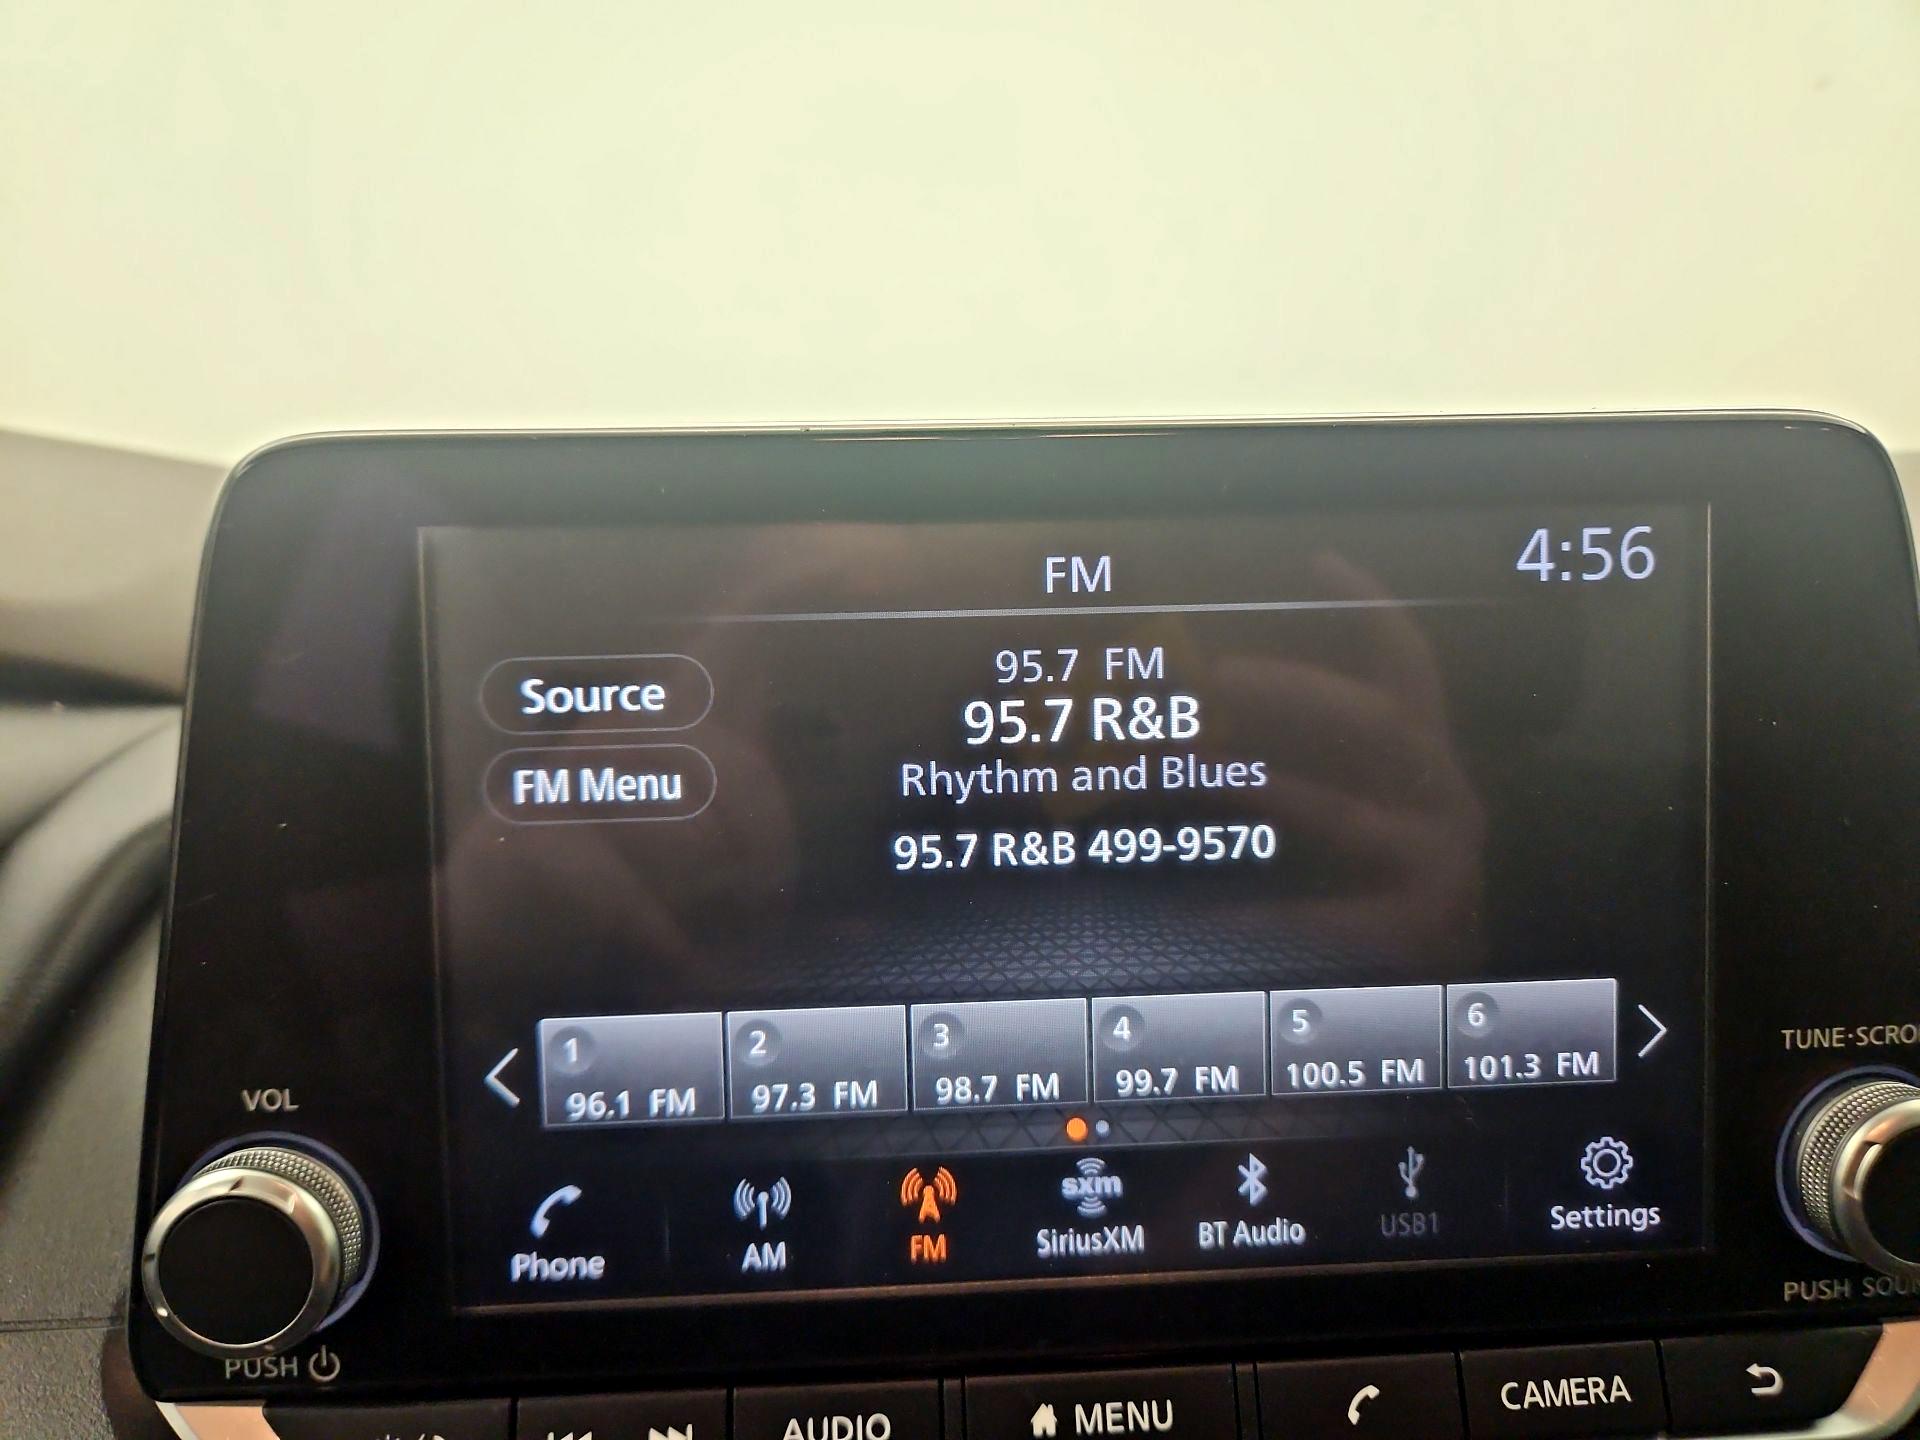 FM
4:56
95.7 FM
Source
95.7 R&B
Rhythm and Blues
FM Menu
95.7 R&B 499-9570
1
2
3
4
5
6
96.1 FM
97.3 FM
98.7 FM
99.7 FM
100.5 FM
101.3 FM
VOL
TUNE·SCRO
Phone
AM
FM
sxm
SiriusXM
BT Audio
USB1
Settings
PUSH
PUSH SOU
AUDIO
MENU
CAMERA